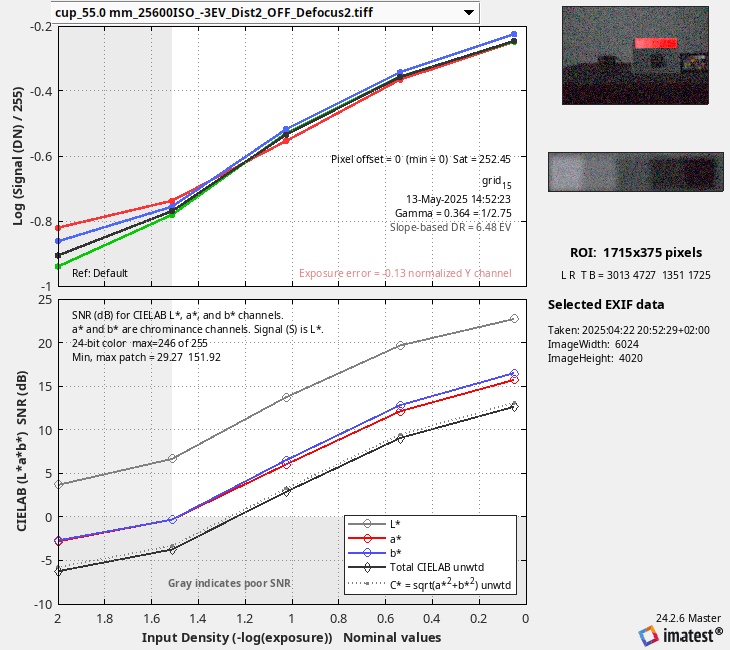 cup_55.0 mm_25600ISO_-3EV_Dist2_OFF_Defocus2.tiff
-0.2
-0.4
-0.6
-0.8
-1
Log (Signal (DN) / 255)
Pixel offset = 0 (min = 0) Sat = 252.45
grid15
13-May-2025 14:52:23
Gamma = 0.364 = 1/2.75
Slope-based DR = 6.48 EV
Ref: Default
Exposure error = -0.13 normalized Y channel
ROI: 1715x375 pixels
L R T B = 3013 4727 1351 1725
Selected EXIF data
Taken: 2025:04:22 20:52:29+02:00
ImageWidth: 6024
ImageHeight: 4020
25
20
15
10
5
0
-5
-10
CIELAB (L*a*b*) SNR (dB)
SNR (dB) for CIELAB L*, a*, and b* channels.
a* and b* are chrominance channels. Signal (S) is L*.
24-bit color max=246 of 255
Min, max patch = 29.27 151.92
L*
a*
b*
Total CIELAB unwtd
C* = sqrt(a*2+b*2) unwtd
Gray indicates poor SNR
2 1.8 1.6 1.4 1.2 1 0.8 0.6 0.4 0.2 0
Input Density (-log(exposure)) Nominal values
24.2.6 Master
imatest®